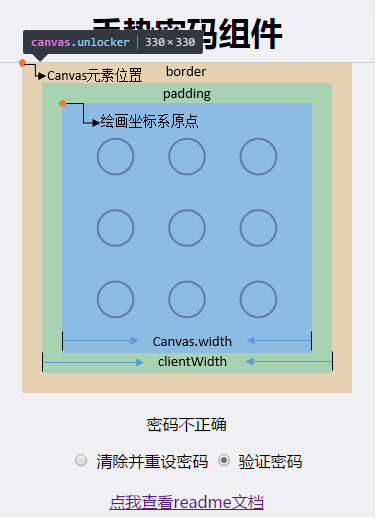 手势密码组件
canvas.unlocker 330×330
border
Canvas元素位置
padding
绘画坐标系原点
Canvas.width
clientWidth
密码不正确
清除并重设密码 验证密码
点我查看readme文档